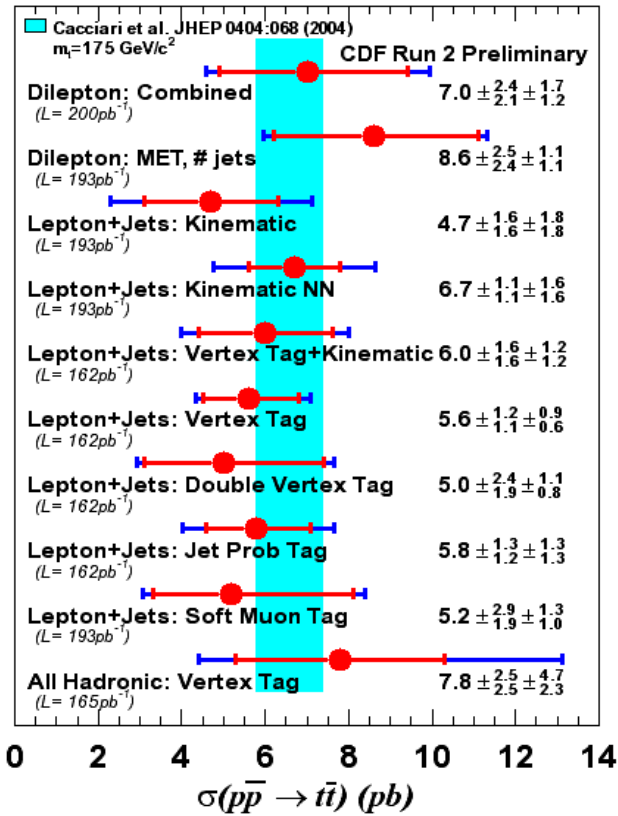 Cacciari et al. JHEP 0404:068 (2004)
mₜ=175 GeV/c²
CDF Run 2 Preliminary
Dilepton: Combined 7.0 ± 2.4 2.1 ± 1.7 1.2
(L= 200pb⁻¹)
Dilepton: MET, # jets 8.6 ± 2.5 2.4 ± 1.1 1.1
(L= 193pb⁻¹)
Lepton+Jets: Kinematic 4.7 ± 1.6 1.6 ± 1.8 1.8
(L= 193pb⁻¹)
Lepton+Jets: Kinematic NN 6.7 ± 1.1 1.1 ± 1.6 1.6
(L= 193pb⁻¹)
Lepton+Jets: Vertex Tag+Kinematic 6.0 ± 1.6 1.6 ± 1.2 1.2
(L= 162pb⁻¹)
Lepton+Jets: Vertex Tag 5.6 ± 1.2 1.1 ± 0.9 0.6
(L= 162pb⁻¹)
Lepton+Jets: Double Vertex Tag 5.0 ± 2.4 1.9 ± 1.1 0.8
(L= 162pb⁻¹)
Lepton+Jets: Jet Prob Tag 5.8 ± 1.3 1.2 ± 1.3 1.3
(L= 162pb⁻¹)
Lepton+Jets: Soft Muon Tag 5.2 ± 2.9 1.9 ± 1.3 1.0
(L= 193pb⁻¹)
All Hadronic: Vertex Tag 7.8 ± 2.5 2.5 ± 4.7 2.3
(L= 165pb⁻¹)
0 2 4 6 8 10 12 14
σ(pp̅ → tt̅) (pb)